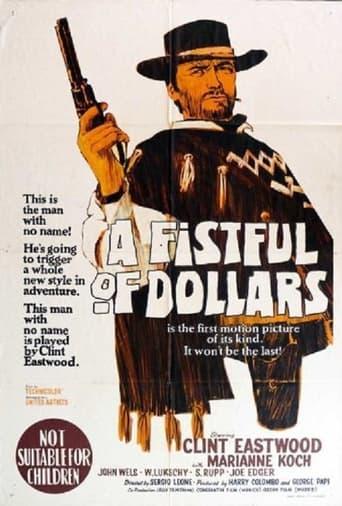 This is
the man
with
no name!
He's going
to trigger
a whole
new style in
adventure.
This man
with
no name
is played
by Clint
Eastwood.
A FISTFUL
OF DOLLARS
is the first motion picture
of its kind.
It won't be the last!
TECHNICOLOR
UNITED ARTISTS
NOT
SUITABLE FOR
CHILDREN
Starring
CLINT EASTWOOD
with MARIANNE KOCH
JOHN WELS · W. LUKSCHY · S. RUPP · JOE EDGER
Directed by SERGIO LEONE · Produced by HARRY COLOMBO and GEORGE PAPI